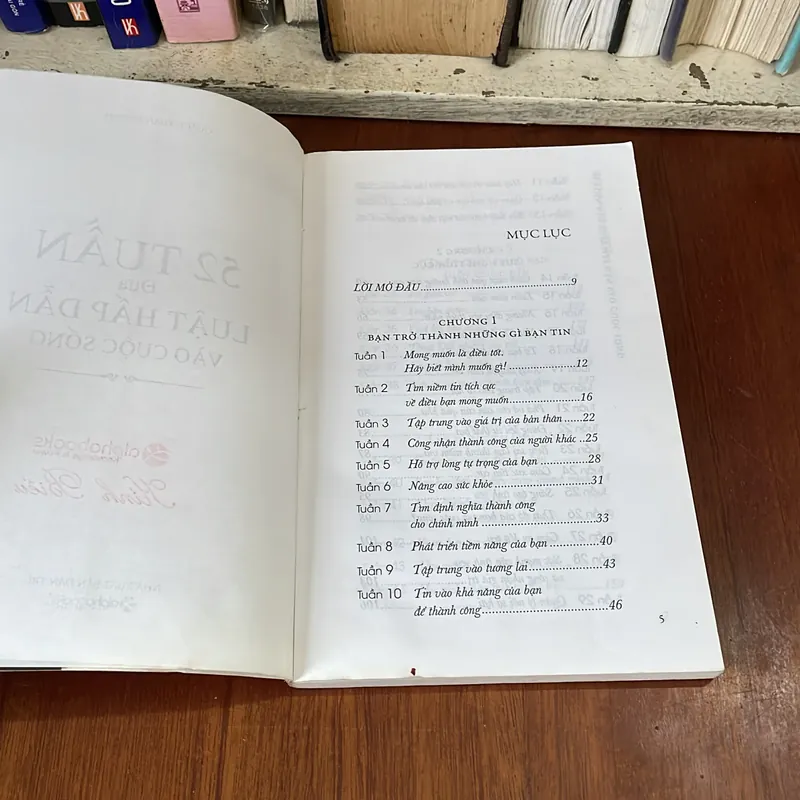 MỤC LỤC
LỜI MỞ ĐẦU....9
CHƯƠNG 1
BẠN TRỞ THÀNH NHỮNG GÌ BẠN TIN
Tuần 1 Mong muốn là điều tốt.
Hãy biết mình muốn gì! ....12
Tuần 2 Tìm niềm tin tích cực
về điều bạn mong muốn....16
Tuần 3 Tập trung vào giá trị của bản thân....22
Tuần 4 Công nhận thành công của người khác..25
Tuần 5 Hỗ trợ lòng tự trọng của bạn ....28
Tuần 6 Nâng cao sức khỏe....31
Tuần 7 Tìm định nghĩa thành công
cho chính mình ....33
Tuần 8 Phát triển tiềm năng của bạn ....40
Tuần 9 Tập trung vào tương lai....43
Tuần 10 Tin vào khả năng của bạn
để thành công....46
5
52 TUẦN
Đưa
LUẬT HẤP DẪN
VÀO CUỘC SỐNG
alphabooks
Kính Biếu